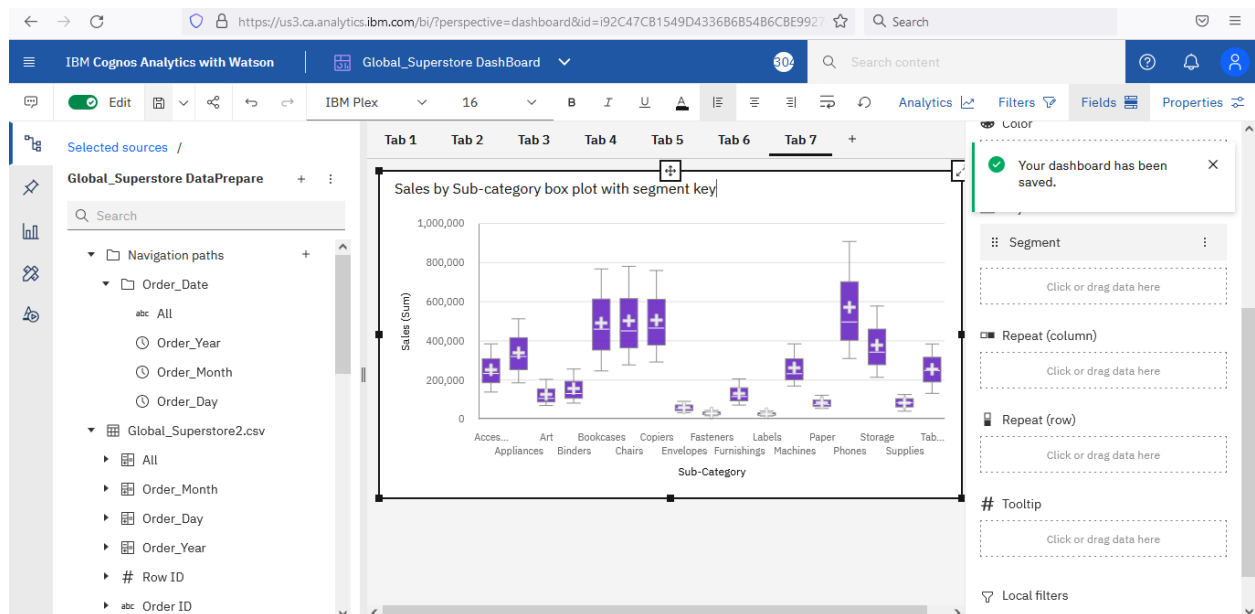 https://us3.ca.analytics.ibm.com/bi/?perspective=dashboard&id=i92C47CB1549D4336B6B54B6CBE9927
Search
IBM Cognos Analytics with Watson
Global_Superstore DashBoard
304
Search content
Edit
IBM Plex
16
B
I
U
A
Analytics
Filters
Fields
Properties
Selected sources /
Global_Superstore DataPrepare
Search
Navigation paths
Order_Date
abc All
Order_Year
Order_Month
Order_Day
Global_Superstore2.csv
All
Order_Month
Order_Day
Order_Year
# Row ID
abc Order ID
Tab 1 Tab 2 Tab 3 Tab 4 Tab 5 Tab 6 Tab 7 +
Sales by Sub-category box plot with segment key
1,000,000
800,000
600,000
400,000
200,000
0
Sales (Sum)
Acces... Art Bookcases Copiers Fasteners Labels Paper Storage Tab...
Appliances Binders Chairs Envelopes Furnishings Machines Phones Supplies
Sub-Category
Color
Your dashboard has been
saved.
Segment
Click or drag data here
Repeat (column)
Click or drag data here
Repeat (row)
Click or drag data here
# Tooltip
Click or drag data here
Local filters